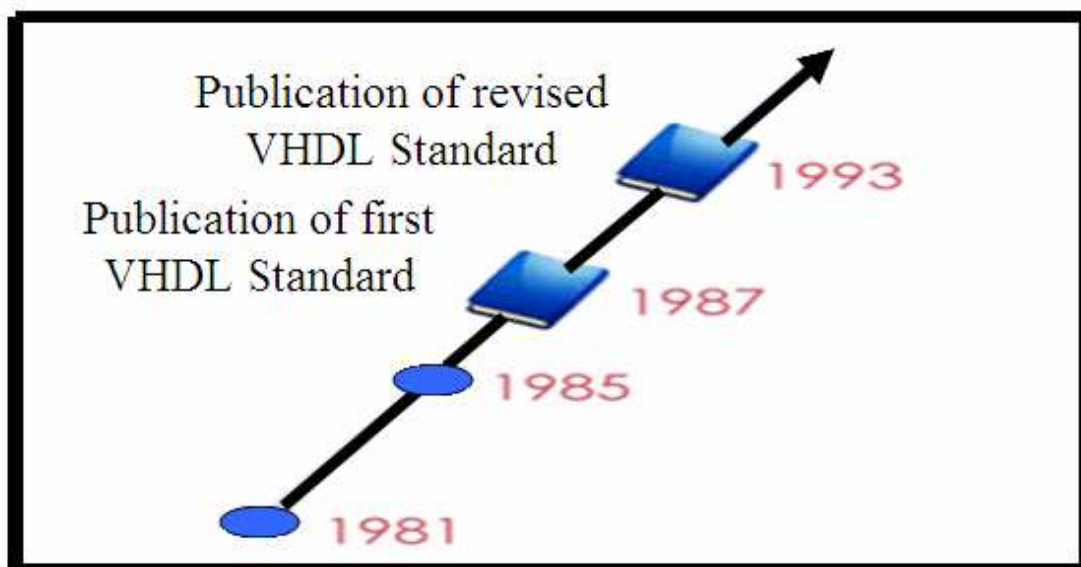 Publication of revised
VHDL Standard
1993
Publication of first
VHDL Standard
1987
1985
1981